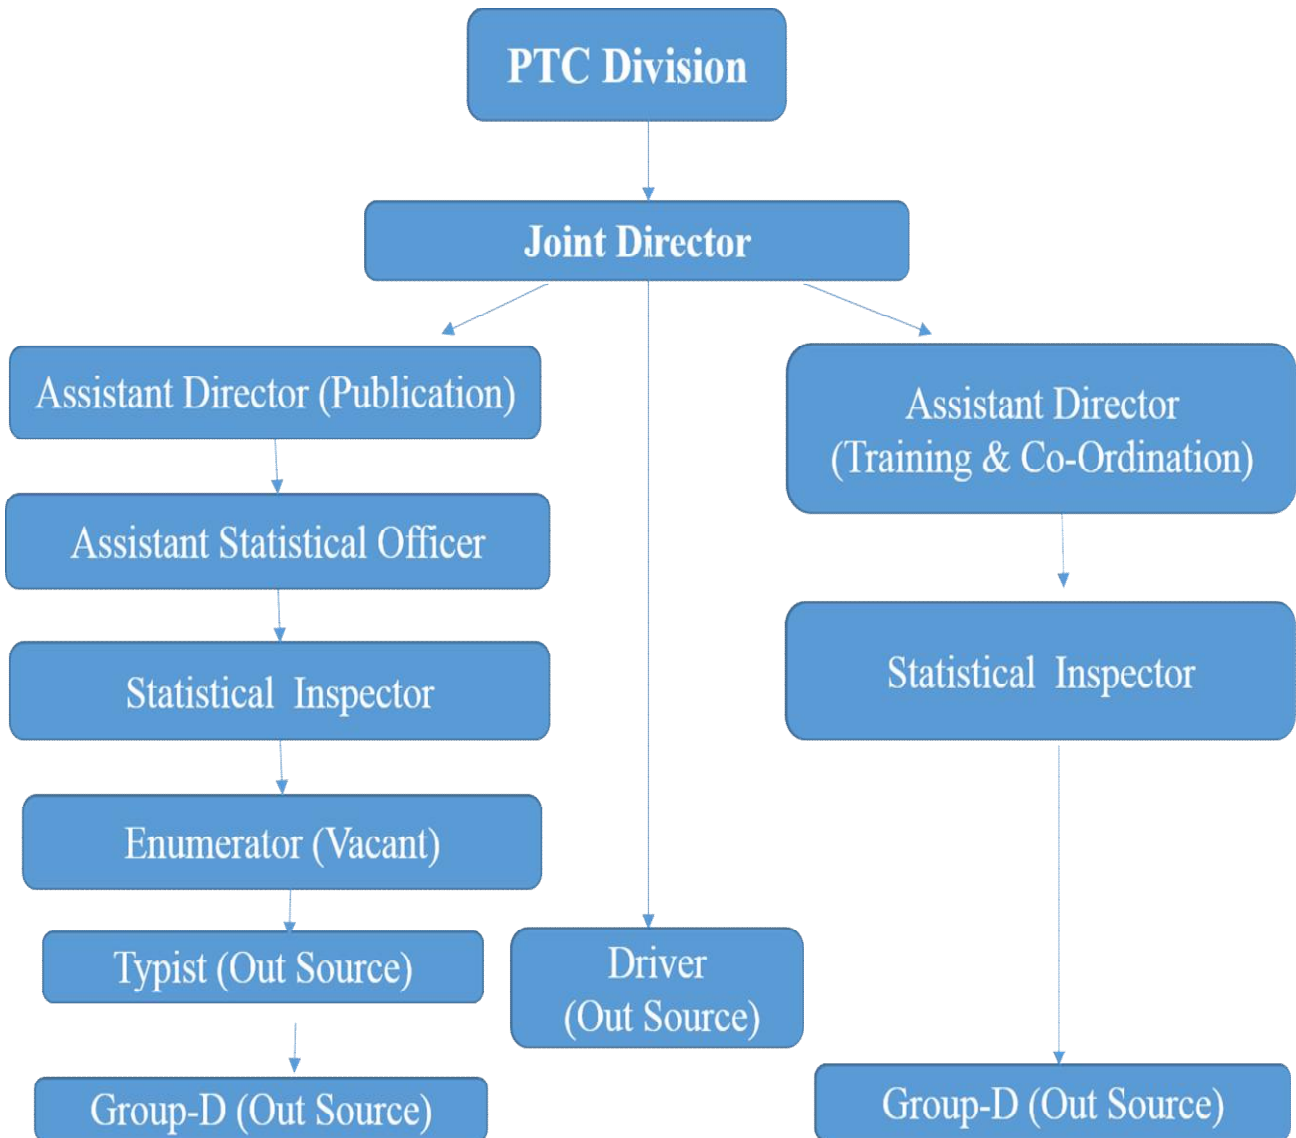 PTC Division
Joint Director
Assistant Director (Publication)
Assistant Statistical Officer
Statistical Inspector
Enumerator (Vacant)
Typist (Out Source)
Group-D (Out Source)
Driver
(Out Source)
Assistant Director
(Training & Co-Ordination)
Statistical Inspector
Group-D (Out Source)